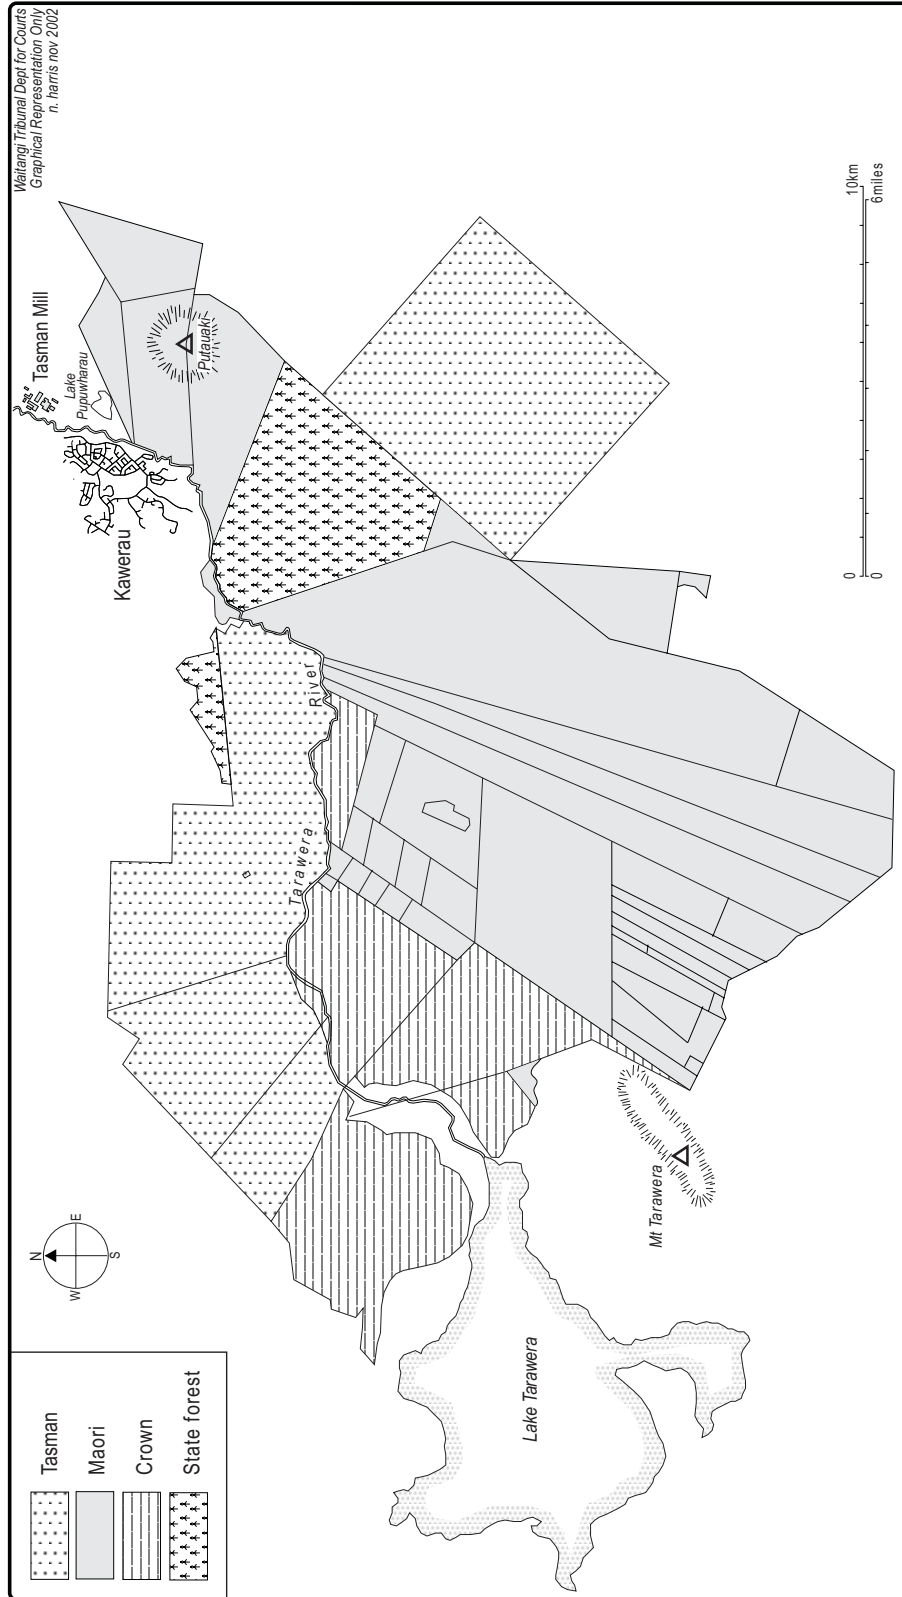 Waitangi Tribunal Dept for Courts
Graphical Representation Only
n. harris nov 2002
Tasman Mill
Lake
Pupuwharau
Kawerau
Putauaki
Tarawera River
Mt Tarawera
Lake Tarawera
N
E
S
W
Tasman
Maori
Crown
State forest
0 10km
0 6miles